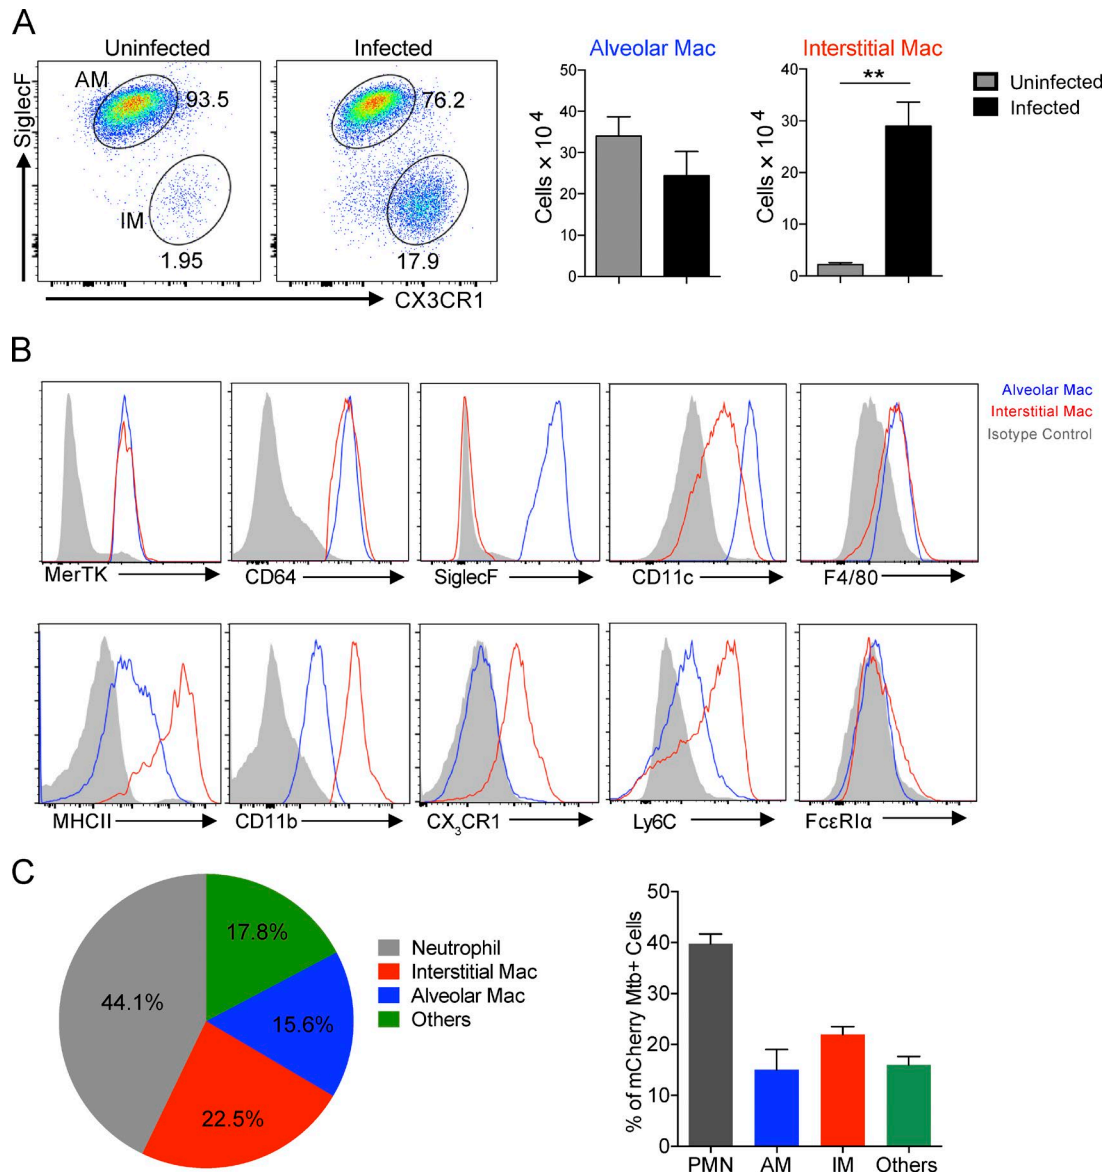 A
Uninfected
Infected
SiglecF
AM
93.5
IM
1.95
76.2
17.9
CX3CR1
Alveolar Mac
Cells × 10⁴
50
40
30
20
10
0
Interstitial Mac
**
Cells × 10⁴
40
30
20
10
0
Uninfected
Infected
B
Alveolar Mac
Interstitial Mac
Isotype Control
MerTK
CD64
SiglecF
CD11c
F4/80
MHCII
CD11b
CX₃CR1
Ly6C
FcεRIα
C
17.8%
44.1%
15.6%
22.5%
Neutrophil
Interstitial Mac
Alveolar Mac
Others
% of mCherry Mtb+ Cells
50
40
30
20
10
0
PMN AM IM Others